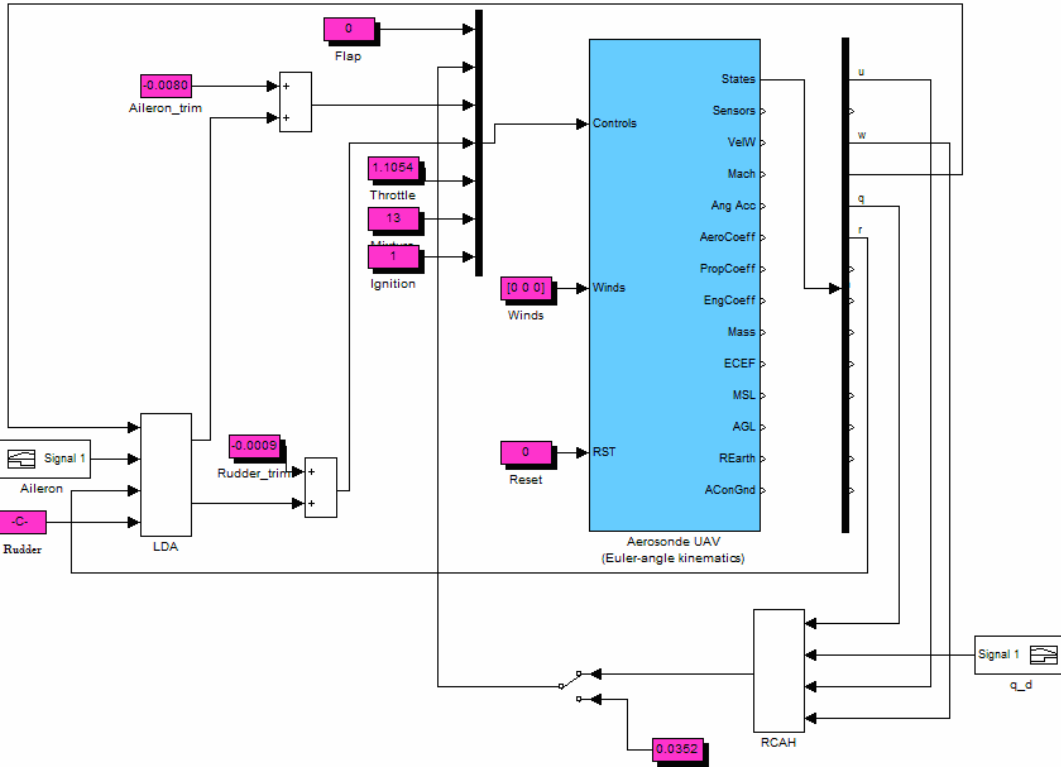 0
Flap
-0.0080
Aileron_trim
+
+
1.1054
Throttle
13
1
Ignition
[0 0 0]
Winds
0
Reset
Controls
Winds
RST
States
Sensors
VelW
Mach
Ang Acc
AeroCoeff
PropCoeff
EngCoeff
Mass
ECEF
MSL
AGL
REarth
AConGnd
Aerosonde UAV
(Euler-angle kinematics)
u
w
q
r
Signal 1
Aileron
-C-
Rudder
LDA
-0.0009
Rudder_trim
+
+
RCAH
Signal 1
q_d
0.0352